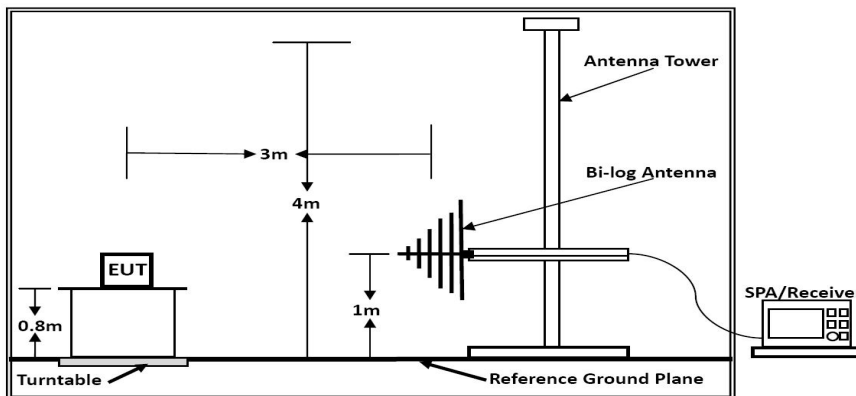 Antenna Tower
3m
Bi-log Antenna
4m
EUT
SPA/Receive
0.8m
1m
Turntable
Reference Ground Plane